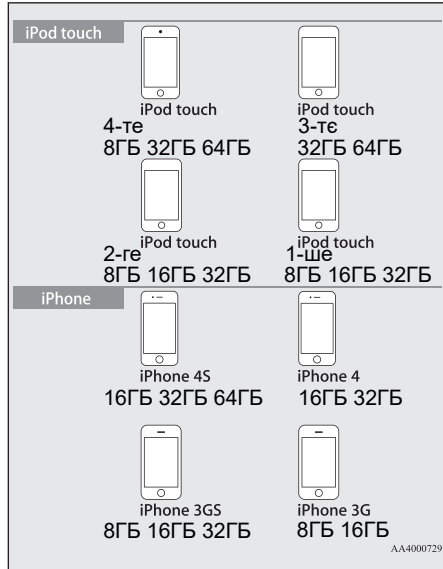 iPod touch
iPod touch
4-те
8ГБ 32ГБ 64ГБ
iPod touch
3-тє
32ГБ 64ГБ
iPod touch
2-ге
8ГБ 16ГБ 32ГБ
iPod touch
1-ше
8ГБ 16ГБ 32ГБ
iPhone
iPhone 4S
16ГБ 32ГБ 64ГБ
iPhone 4
16ГБ 32ГБ
iPhone 3GS
8ГБ 16ГБ 32ГБ
iPhone 3G
8ГБ 16ГБ
AA4000729